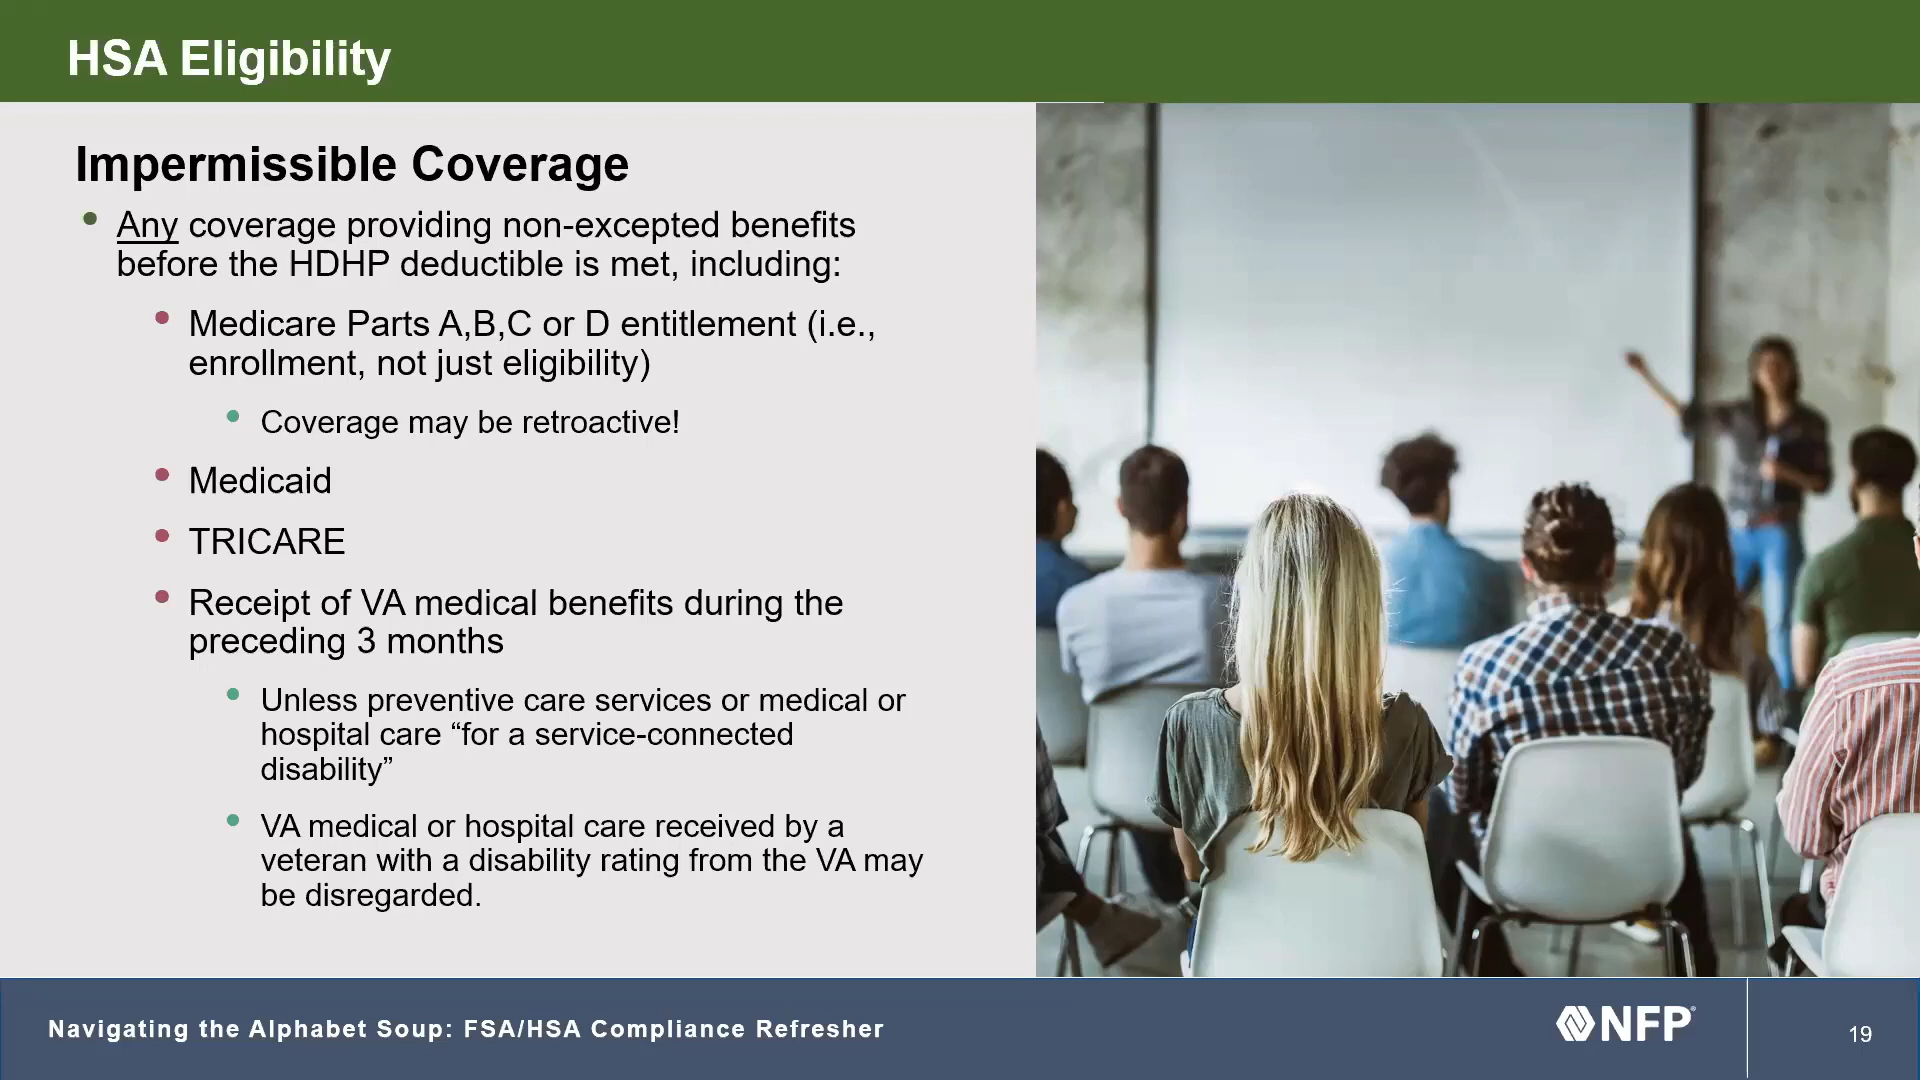 HSA Eligibility
Impermissible Coverage
• Any coverage providing non-excepted benefits
before the HDHP deductible is met, including:
• Medicare Parts A,B,C or D entitlement (i.e.,
enrollment, not just eligibility)
• Coverage may be retroactive!
• Medicaid
• TRICARE
• Receipt of VA medical benefits during the
preceding 3 months
• Unless preventive care services or medical or
hospital care “for a service-connected
disability”
• VA medical or hospital care received by a
veteran with a disability rating from the VA may
be disregarded.
Navigating the Alphabet Soup: FSA/HSA Compliance Refresher
NFP®
19